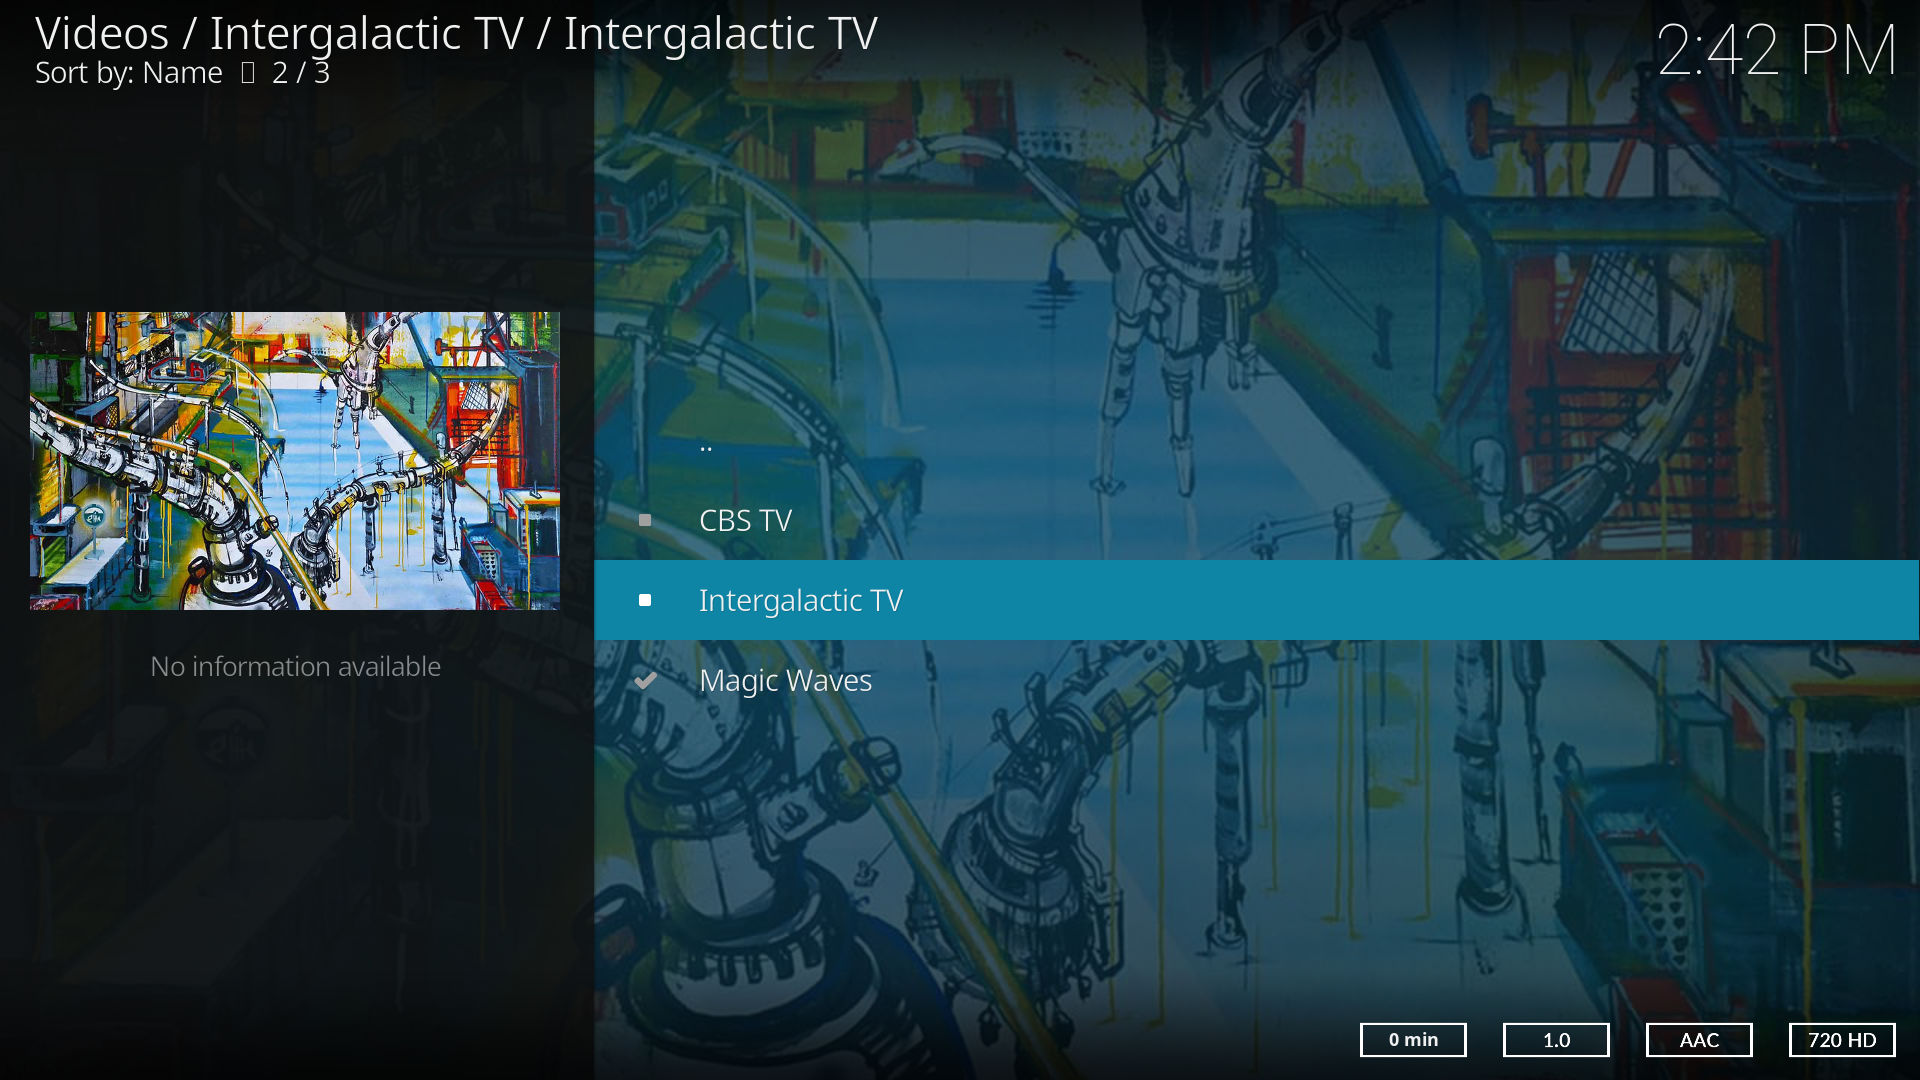 Videos / Intergalactic TV / Intergalactic TV
Sort by: Name 2 / 3
2:42 PM
..
CBS TV
Intergalactic TV
Magic Waves
No information available
0 min
1.0
AAC
720 HD